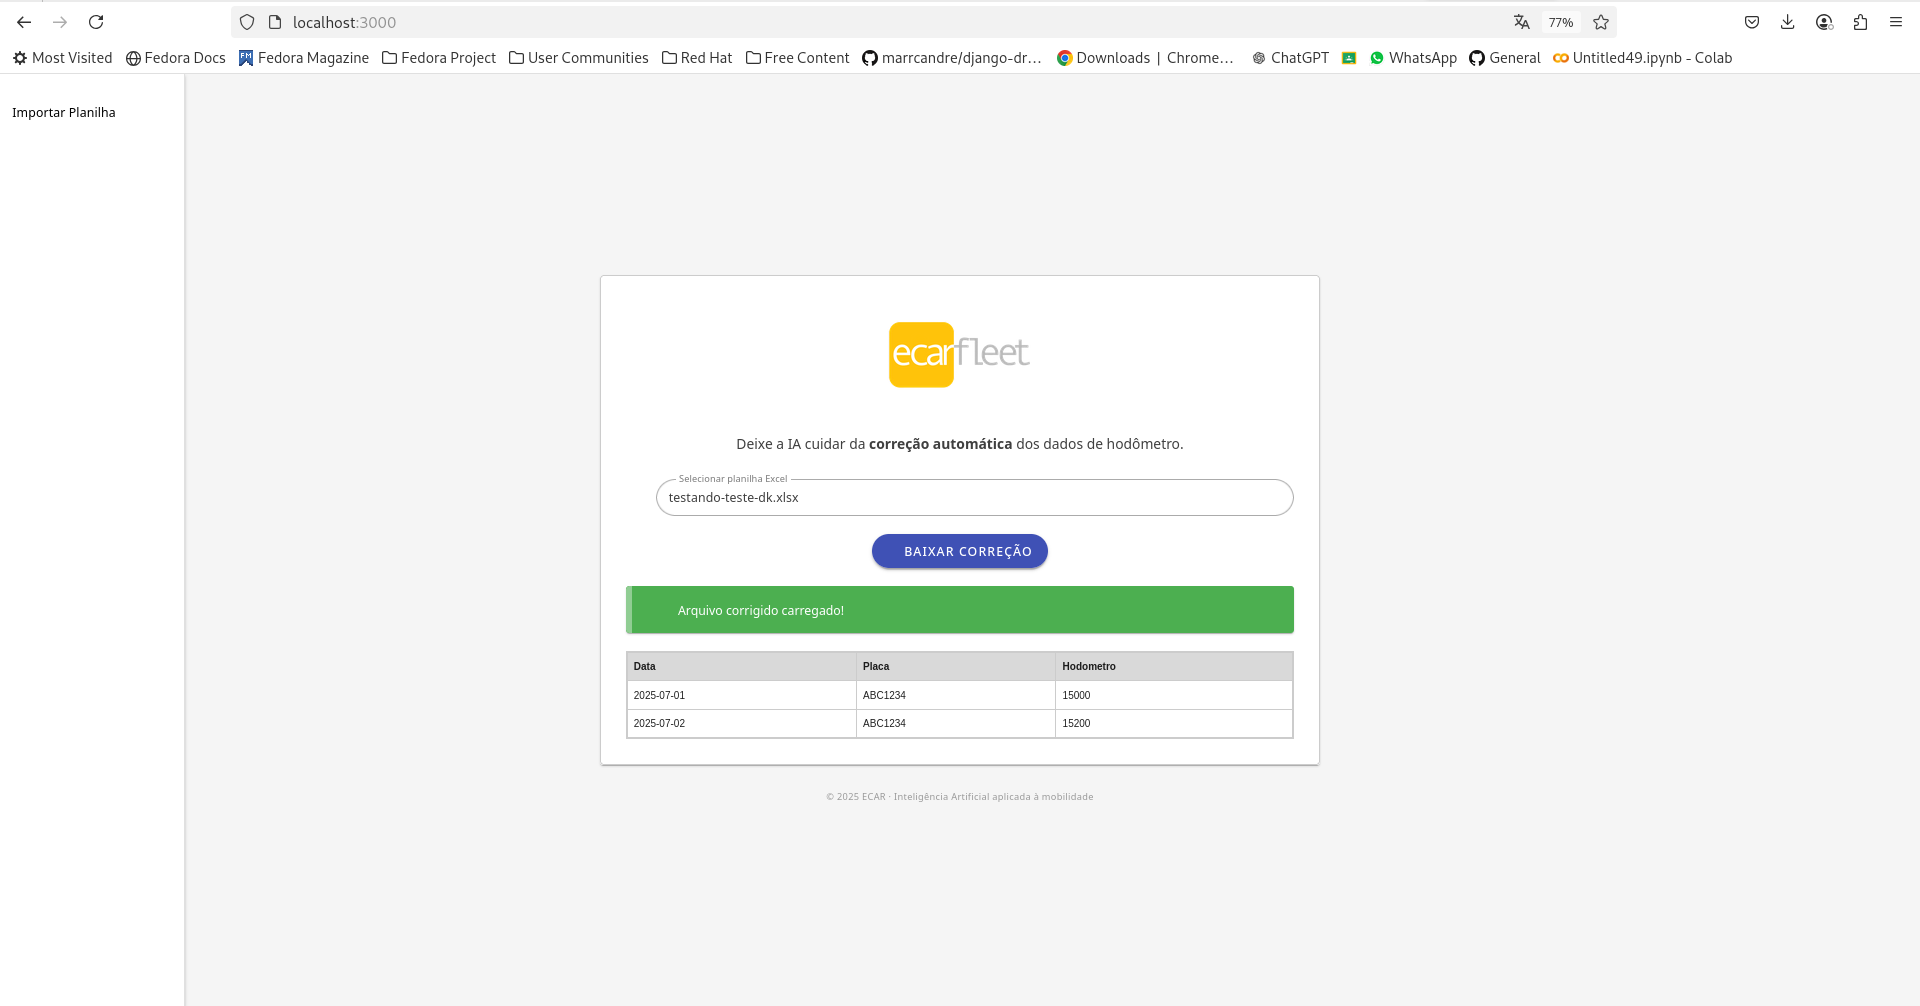 localhost:3000
77%
Most Visited Fedora Docs Fedora Magazine Fedora Project User Communities Red Hat Free Content marrcandre/django-dr... Downloads | Chrome... ChatGPT WhatsApp General Untitled49.ipynb - Colab
Importar Planilha
ecarfleet
Deixe a IA cuidar da correção automática dos dados de hodômetro.
Selecionar planilha Excel
testando-teste-dk.xlsx
BAIXAR CORREÇÃO
Arquivo corrigido carregado!
Data Placa Hodometro
2025-07-01 ABC1234 15000
2025-07-02 ABC1234 15200
© 2025 ECAR · Inteligência Artificial aplicada à mobilidade